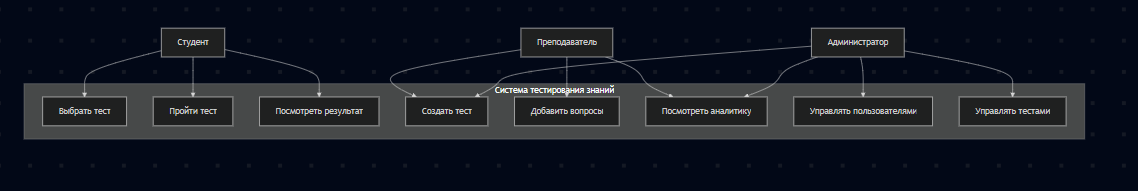 Студент
Преподаватель
Администратор
Система тестирования знаний
Выбрать тест
Пройти тест
Посмотреть результат
Создать тест
Добавить вопросы
Посмотреть аналитику
Управлять пользователями
Управлять тестами